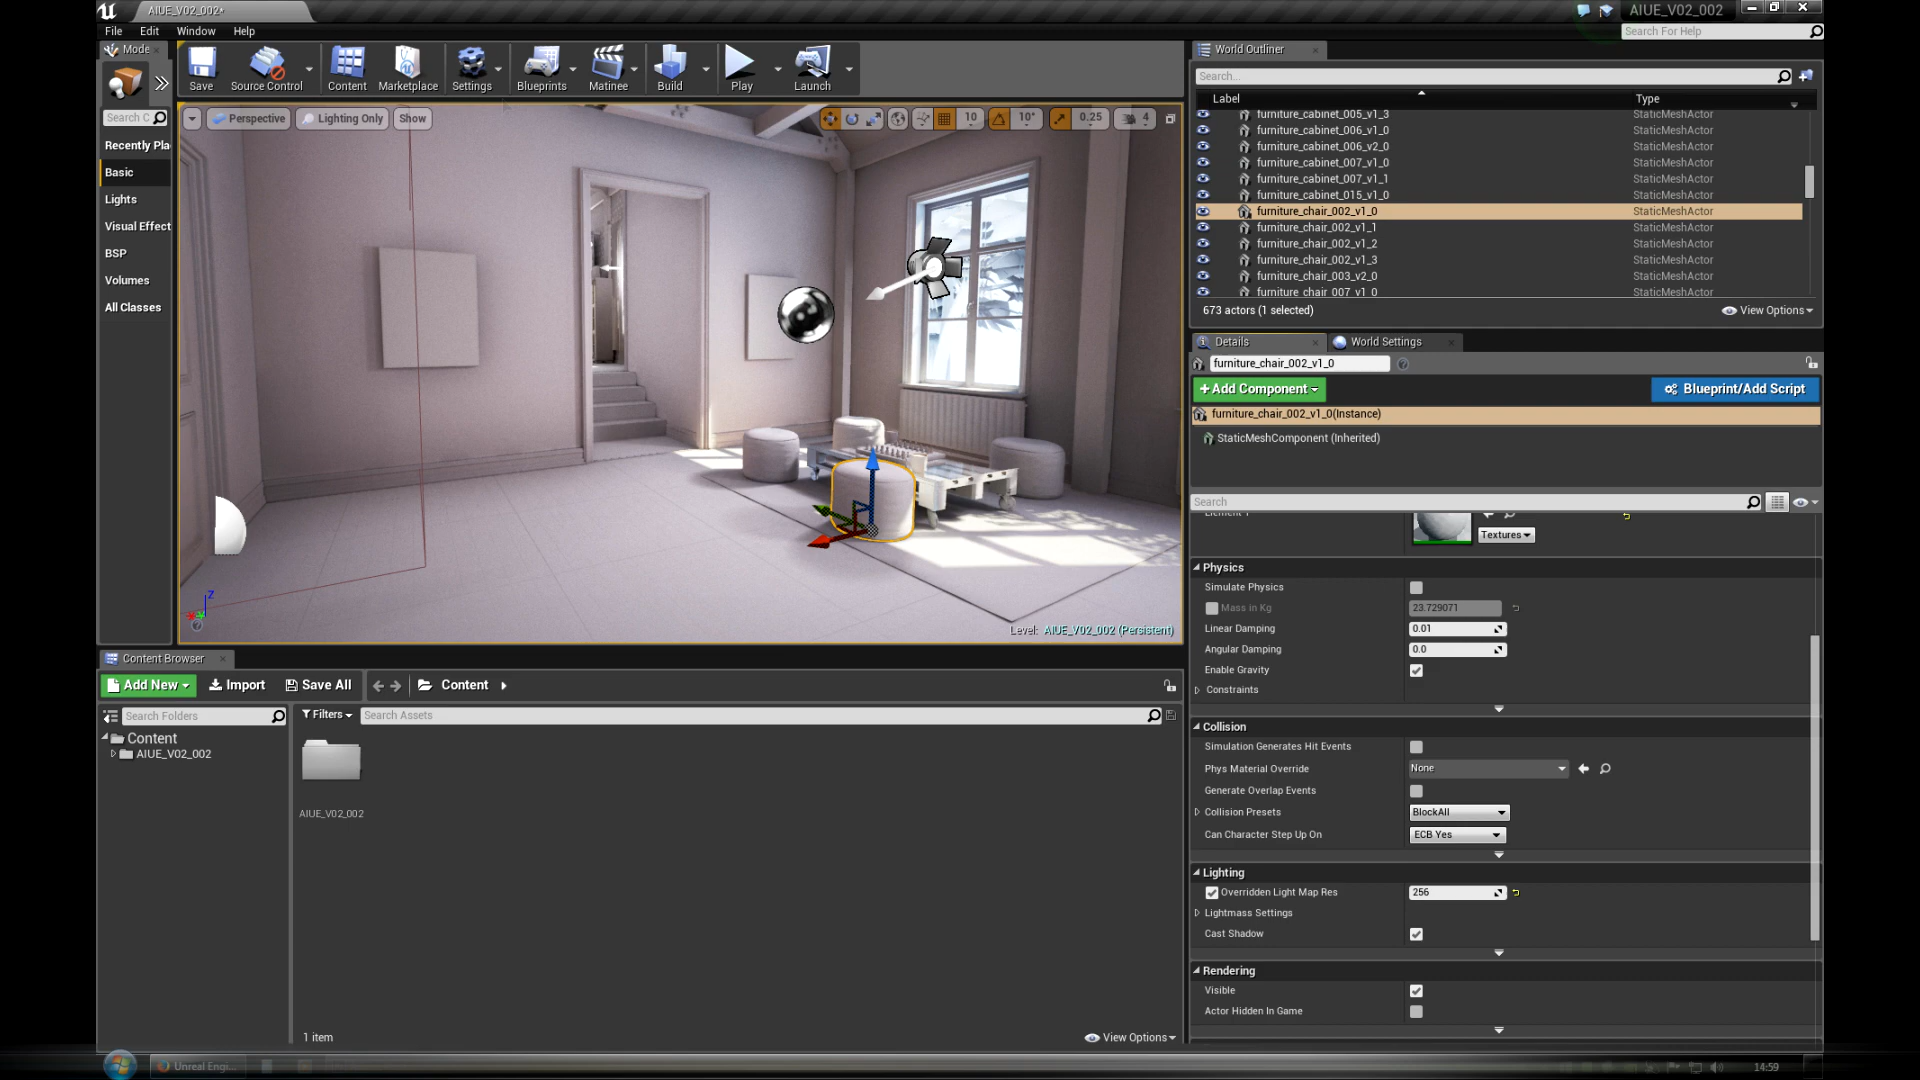 AIUE_V02_002*
AIUE_V02_002
File Edit Window Help
Search For Help
Mode
Save
Source Control
Content
Marketplace
Settings
Blueprints
Matinee
Build
Play
Launch
Search C
Recently Pla
Basic
Lights
Visual Effect
BSP
Volumes
All Classes
Perspective
Lighting Only
Show
10
10°
0.25
4
Z
Level: AIUE_V02_002 (Persistent)
World Outliner
Search...
Label Type
furniture_cabinet_005_v1_3 StaticMeshActor
furniture_cabinet_006_v1_0 StaticMeshActor
furniture_cabinet_006_v2_0 StaticMeshActor
furniture_cabinet_007_v1_0 StaticMeshActor
furniture_cabinet_007_v1_1 StaticMeshActor
furniture_cabinet_015_v1_0 StaticMeshActor
furniture_chair_002_v1_0 StaticMeshActor
furniture_chair_002_v1_1 StaticMeshActor
furniture_chair_002_v1_2 StaticMeshActor
furniture_chair_002_v1_3 StaticMeshActor
furniture_chair_003_v2_0 StaticMeshActor
furniture_chair_007_v1_0 StaticMeshActor
673 actors (1 selected)
View Options
Details
World Settings
furniture_chair_002_v1_0
+Add Component
Blueprint/Add Script
furniture_chair_002_v1_0(Instance)
StaticMeshComponent (Inherited)
Search
Element 1
Textures
Physics
Simulate Physics
Mass in Kg 23.729071
Linear Damping 0.01
Angular Damping 0.0
Enable Gravity
Constraints
Collision
Simulation Generates Hit Events
Phys Material Override None
Generate Overlap Events
Collision Presets BlockAll
Can Character Step Up On ECB Yes
Lighting
Overridden Light Map Res 256
Lightmass Settings
Cast Shadow
Rendering
Visible
Actor Hidden In Game
Content Browser
Add New
Import
Save All
Content
Search Folders
Filters
Search Assets
Content
AIUE_V02_002
AIUE_V02_002
1 item
View Options
Unreal Engi...
14:59